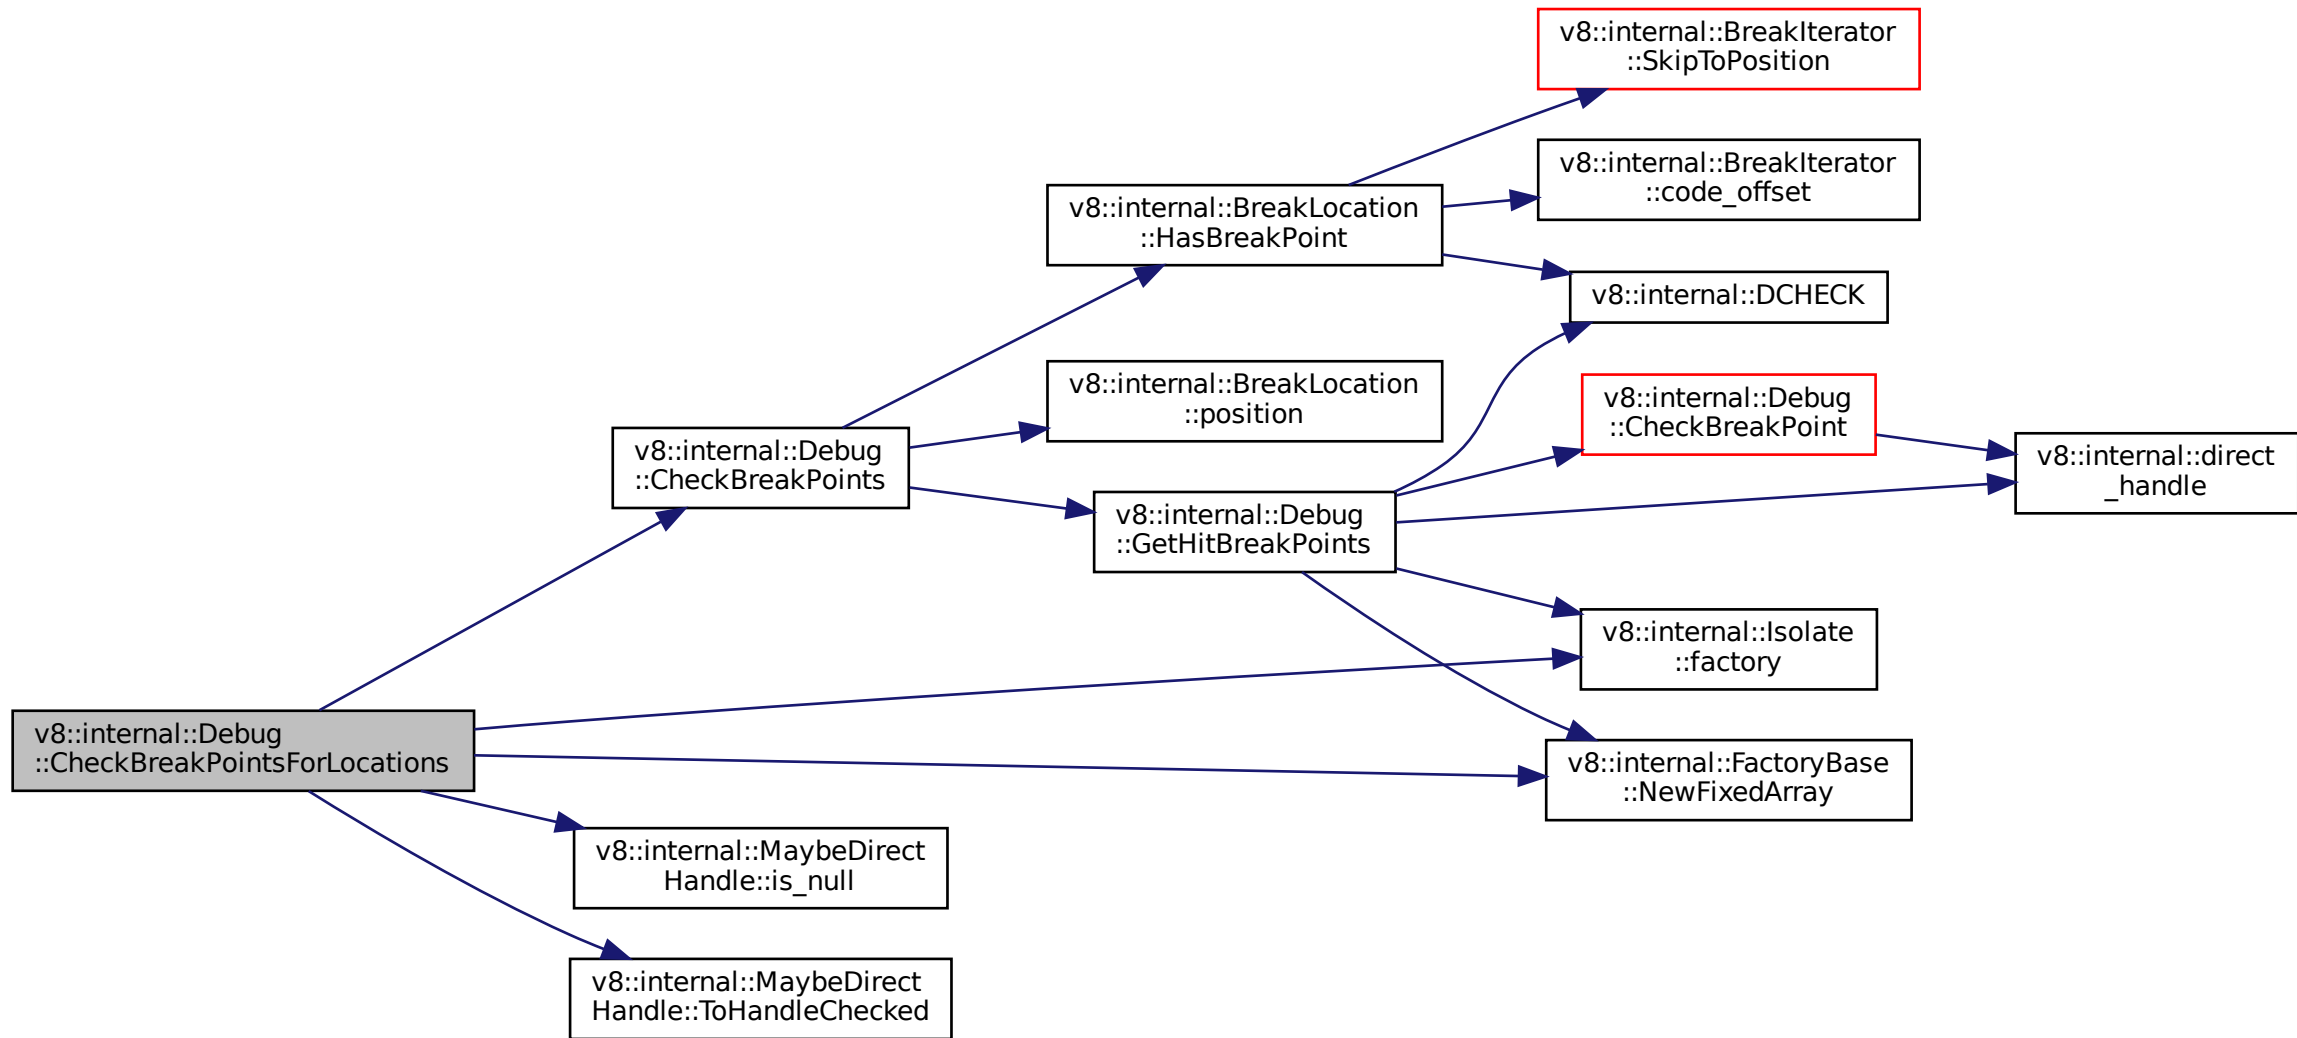 v8::internal::BreakIterator
::SkipToPosition
v8::internal::BreakIterator
::code_offset
v8::internal::BreakLocation
::HasBreakPoint
v8::internal::DCHECK
v8::internal::BreakLocation
::position
v8::internal::Debug
::CheckBreakPoint
v8::internal::Debug
::CheckBreakPoints
v8::internal::direct
_handle
v8::internal::Debug
::GetHitBreakPoints
v8::internal::Isolate
::factory
v8::internal::Debug
::CheckBreakPointsForLocations
v8::internal::FactoryBase
::NewFixedArray
v8::internal::MaybeDirect
Handle::is_null
v8::internal::MaybeDirect
Handle::ToHandleChecked